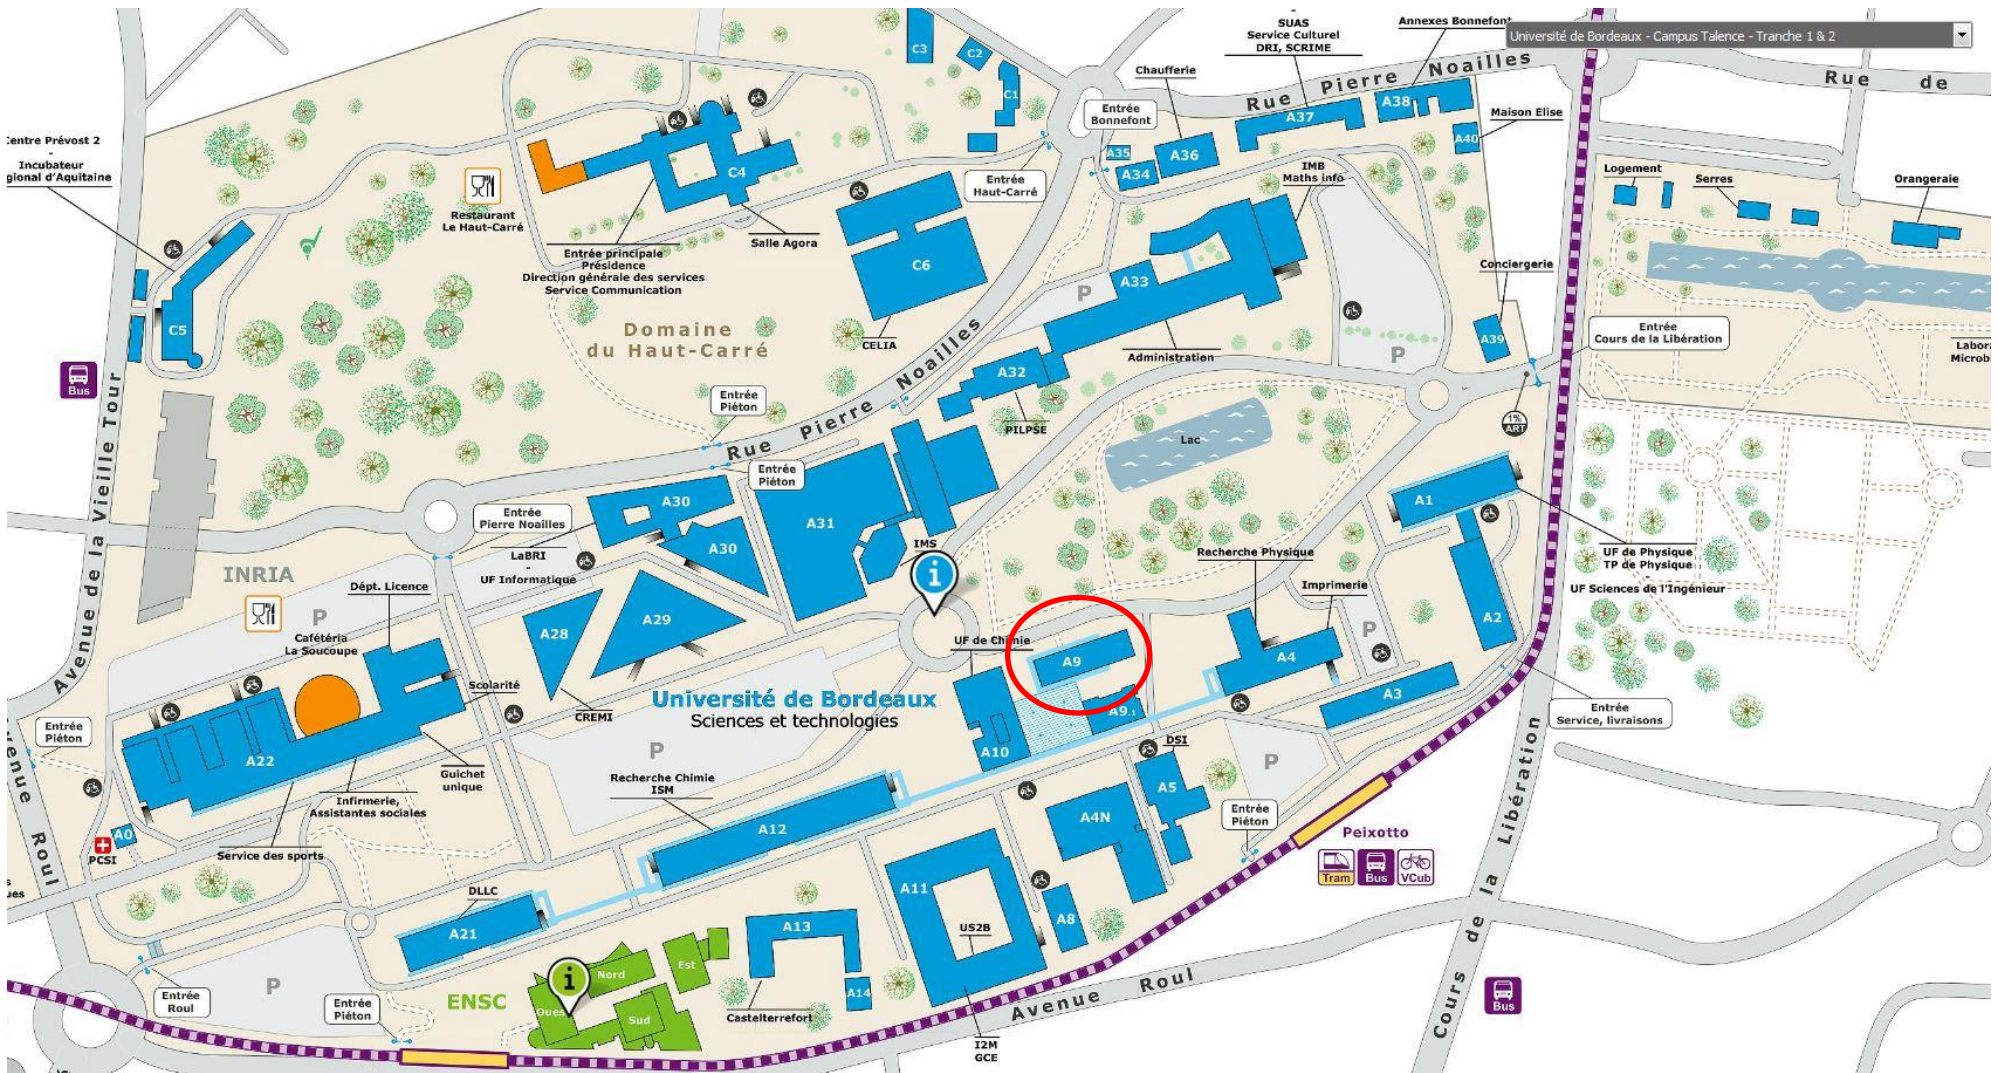 Université de Bordeaux - Campus Talence - Tranche 1 & 2
-
SUAS
Service Culturel
DRI, SCRIME
Annexes Bonnefont
Rue Pierre Noailles
Rue de
Chaufferie
Entrée
Bonnefont
C3
C2
C1
A38
A37
Maison Elise
A40
A35
A36
A34
IMB
Maths info
Entrée
Haut-Carré
Centre Prévost 2
-
Incubateur
gional d'Aquitaine
C4
Restaurant
Le Haut-Carré
Salle Agora
Entrée principale
Présidence
Direction générale des services
Service Communication
C6
CELIA
Logement
Serres
Orangeraie
Conciergerie
A39
Entrée
Cours de la Libération
Labora
Microbi
C5
Bus
Domaine
du Haut-Carré
P
A33
Administration
P
A32
PILPSE
Entrée
Piéton
Rue Pierre Noailles
Entrée
Piéton
Lac
1%
ART
Avenue de la Vieille Tour
A30
A30
A31
IMS
i
Entrée
Pierre Noailles
LaBRI
-
UF Informatique
INRIA
Dépt. Licence
P
Cafétéria
La Soucoupe
A28
A29
CREMI
A1
UF de Physique
TP de Physique
-
UF Sciences de l'Ingénieur
A2
Recherche Physique
Imprimerie
P
A4
A3
UF de Chimie
A9
A9.1
A10
Université de Bordeaux
Sciences et technologies
P
Scolarité
Guichet
unique
A22
Infirmerie,
Assistantes sociales
Service des sports
Entrée
Piéton
A0
PCSI
Avenue Roul
Recherche Chimie
ISM
A12
DSI
A5
P
A4N
Entrée
Piéton
Entrée
Service, livraisons
Peixotto
Tram
Bus
VCub
Cours de la Libération
A11
US2B
A8
A13
A14
Castelterrefort
I2M
GCE
DLLC
A21
P
Entrée
Roul
Entrée
Piéton
ENSC
i
Nord
Est
Oues
Sud
Avenue Roul
Bus